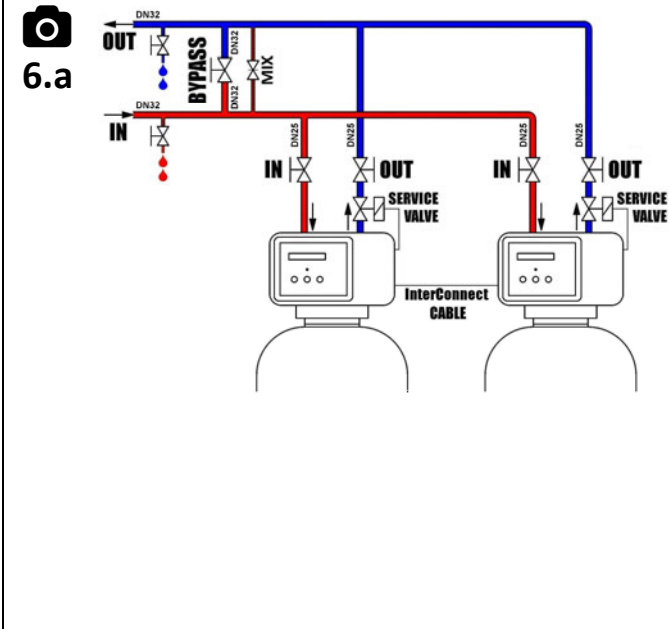 6.a
DN32
OUT
BYPASS
DN32
DN32
MIX
DN32
IN
DN25
IN
DN25
OUT
SERVICE
VALVE
DN25
IN
DN25
OUT
SERVICE
VALVE
InterConnect
CABLE